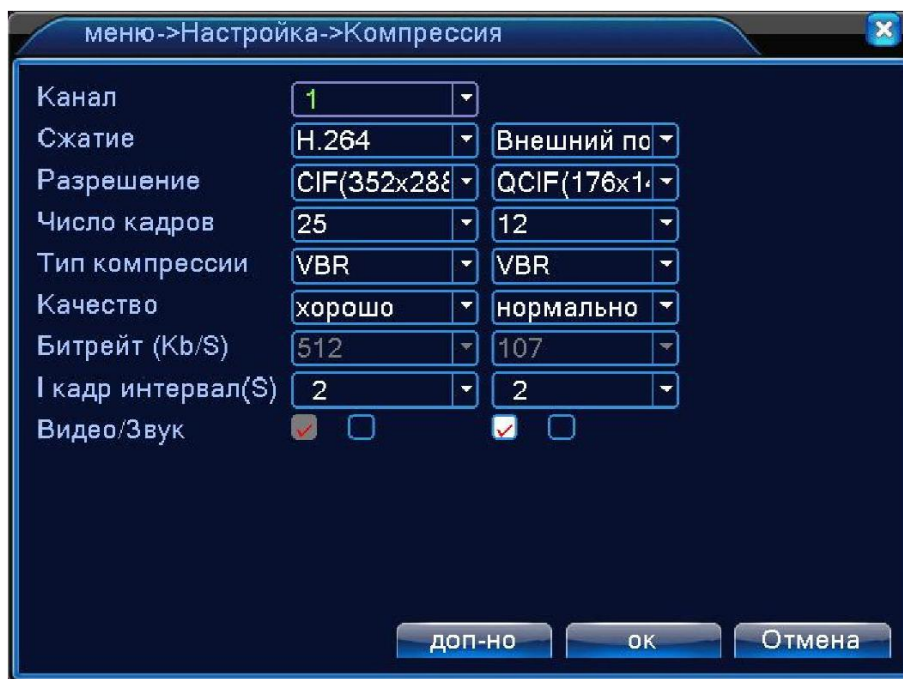 меню->Настройка->Компрессия
Канал 1
Сжатие H.264 Внешний по
Разрешение CIF(352x288 QCIF(176x14
Число кадров 25 12
Тип компрессии VBR VBR
Качество хорошо нормально
Битрейт (Kb/S) 512 107
I кадр интервал(S) 2 2
Видео/Звук
доп-но ок Отмена